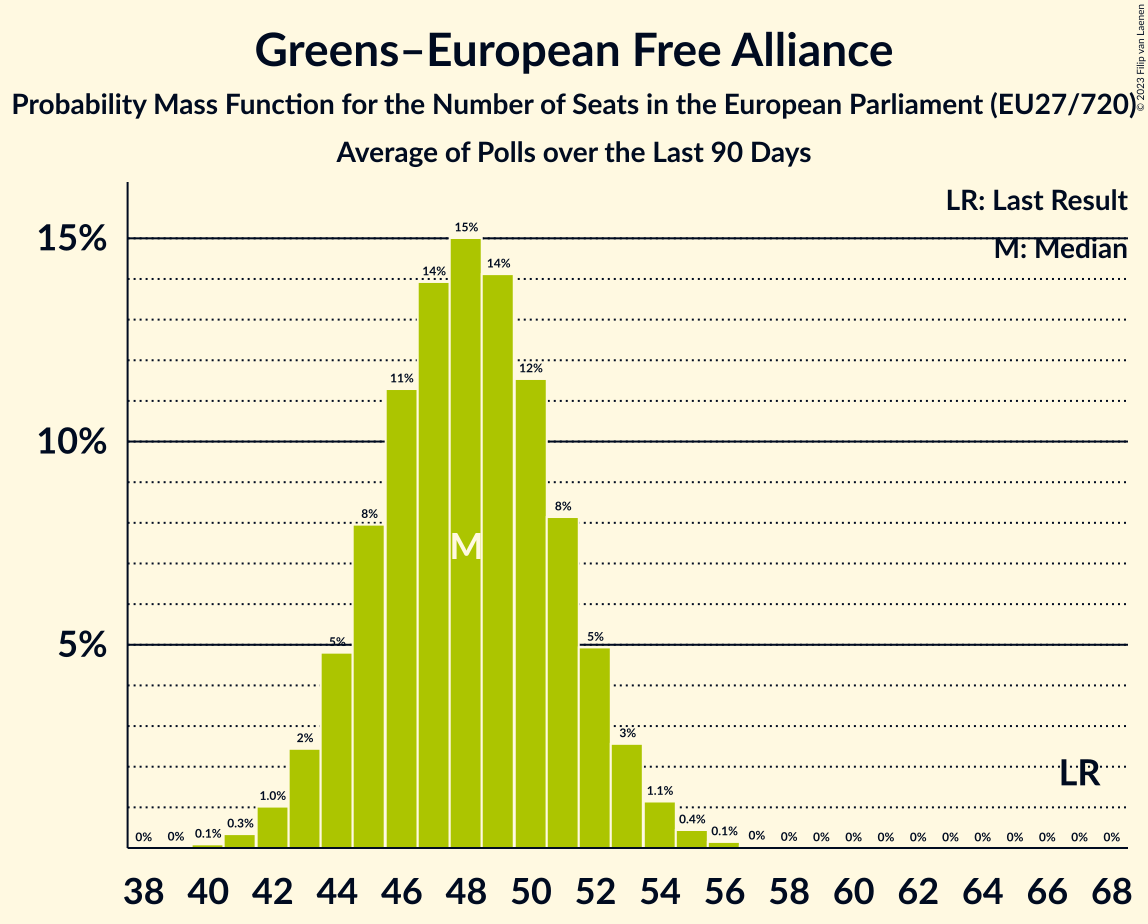 Greens–European Free Alliance
Probability Mass Function for the Number of Seats in the European Parliament (EU27/720)
Average of Polls over the Last 90 Days
© 2023 Filip van Laenen
LR: Last Result
M: Median
15%
10%
5%
0% 0% 0.1% 0.3% 1.0% 2% 5% 8% 11% 14% 15% 14% 12% 8% 5% 3% 1.1% 0.4% 0.1% 0% 0% 0% 0% 0% 0% 0% 0% 0% 0% 0% 0%
M
LR
38 40 42 44 46 48 50 52 54 56 58 60 62 64 66 68